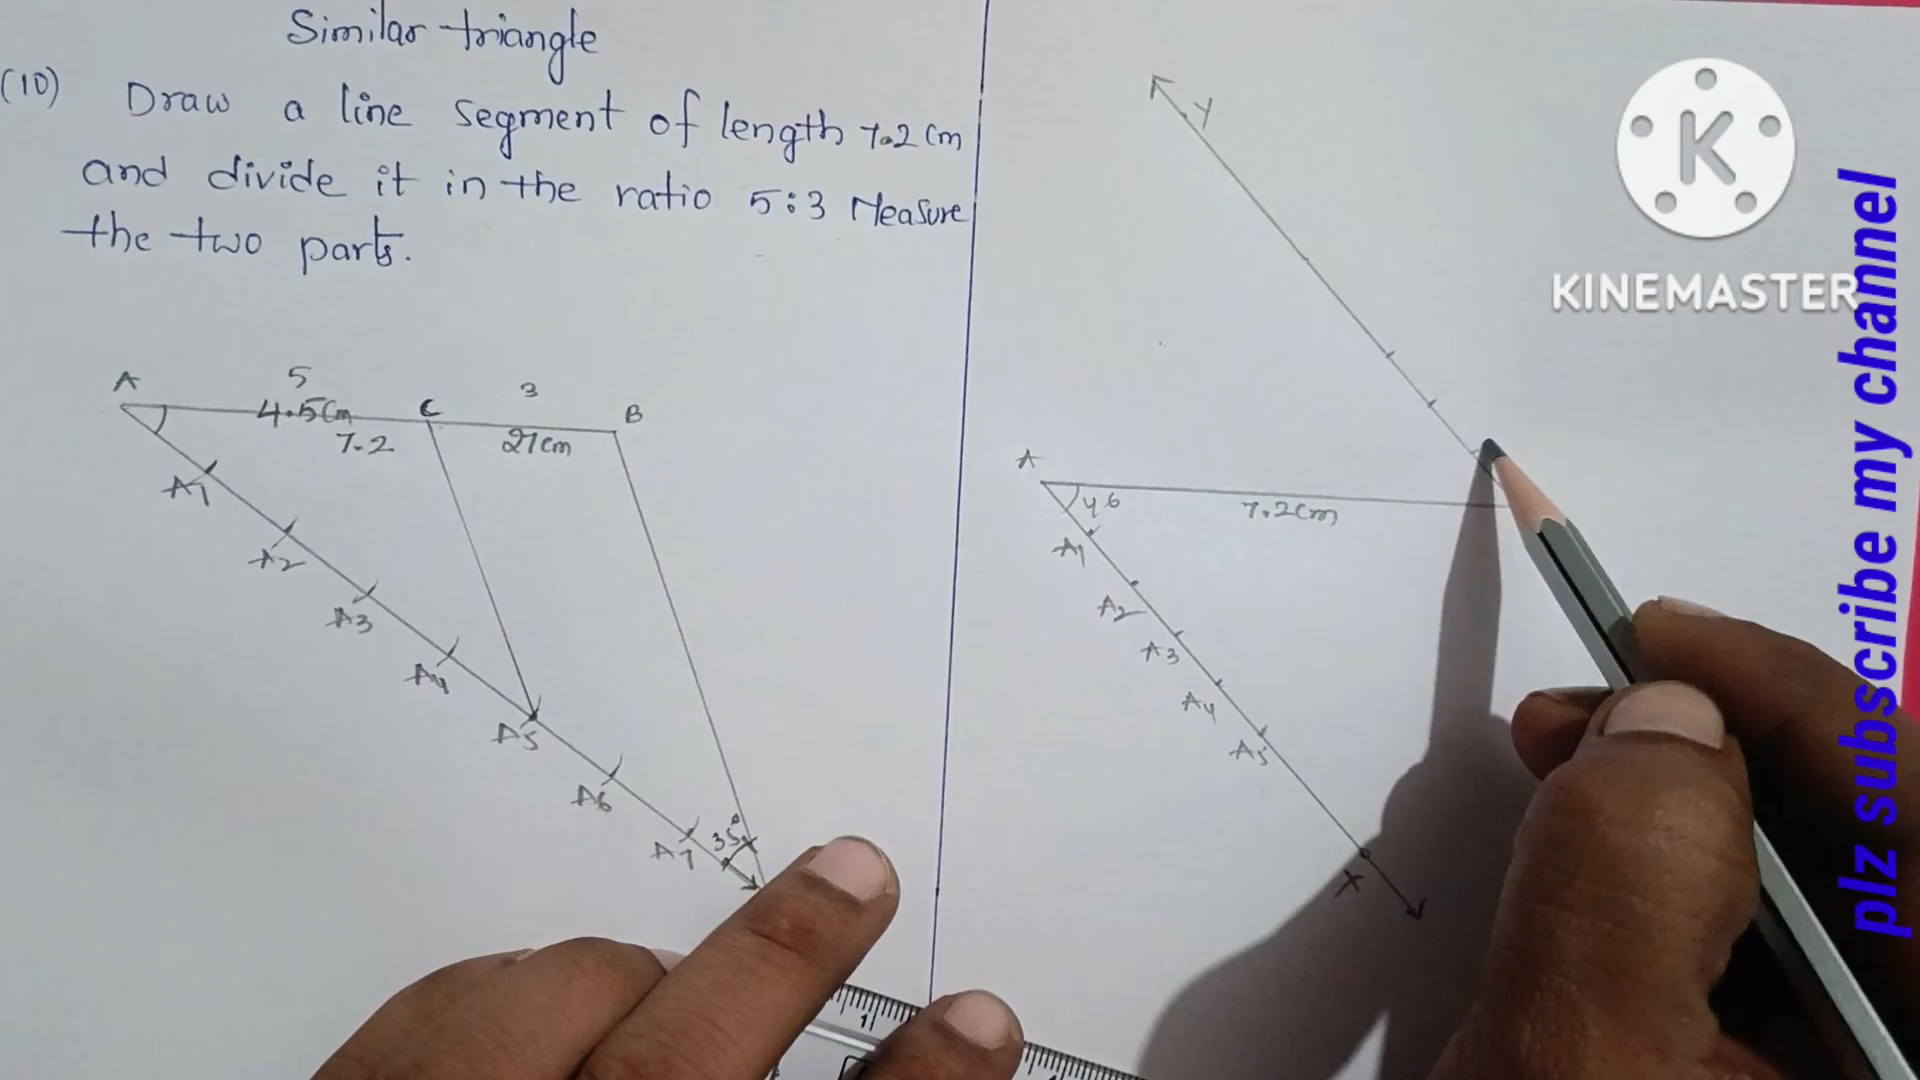 Similar triangle
(10) Draw a line segment of length 7.2 cm
and divide it in the ratio 5:3 Measure
the two parts.
A 5 C 3 B
4.5cm
7.2
27cm
A1
A2
A3
A4
A5
A6
A7
35°
Y
A
46
7.2cm
A1
A2
A3
A4
A5
X
K
KINEMASTER
plz subscribe my channel